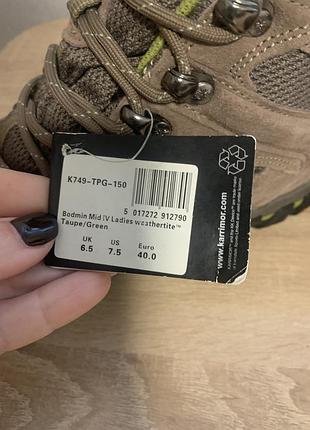 K749-TPG-150
5 017272 912790
Bodmin Mid IV Ladies weathertite™
Taupe/Green
UK US Euro
6.5 7.5 40.0
www.karrimor.com